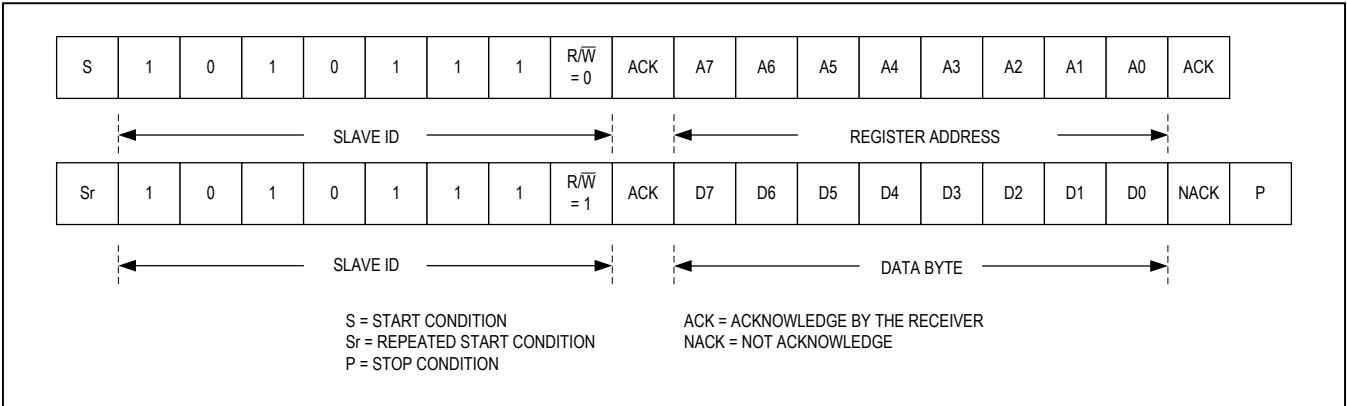 S 1 0 1 0 1 1 1 R/W̅ = 0 ACK A7 A6 A5 A4 A3 A2 A1 A0 ACK
SLAVE ID REGISTER ADDRESS
Sr 1 0 1 0 1 1 1 R/W̅ = 1 ACK D7 D6 D5 D4 D3 D2 D1 D0 NACK P
SLAVE ID DATA BYTE
S = START CONDITION ACK = ACKNOWLEDGE BY THE RECEIVER
Sr = REPEATED START CONDITION NACK = NOT ACKNOWLEDGE
P = STOP CONDITION